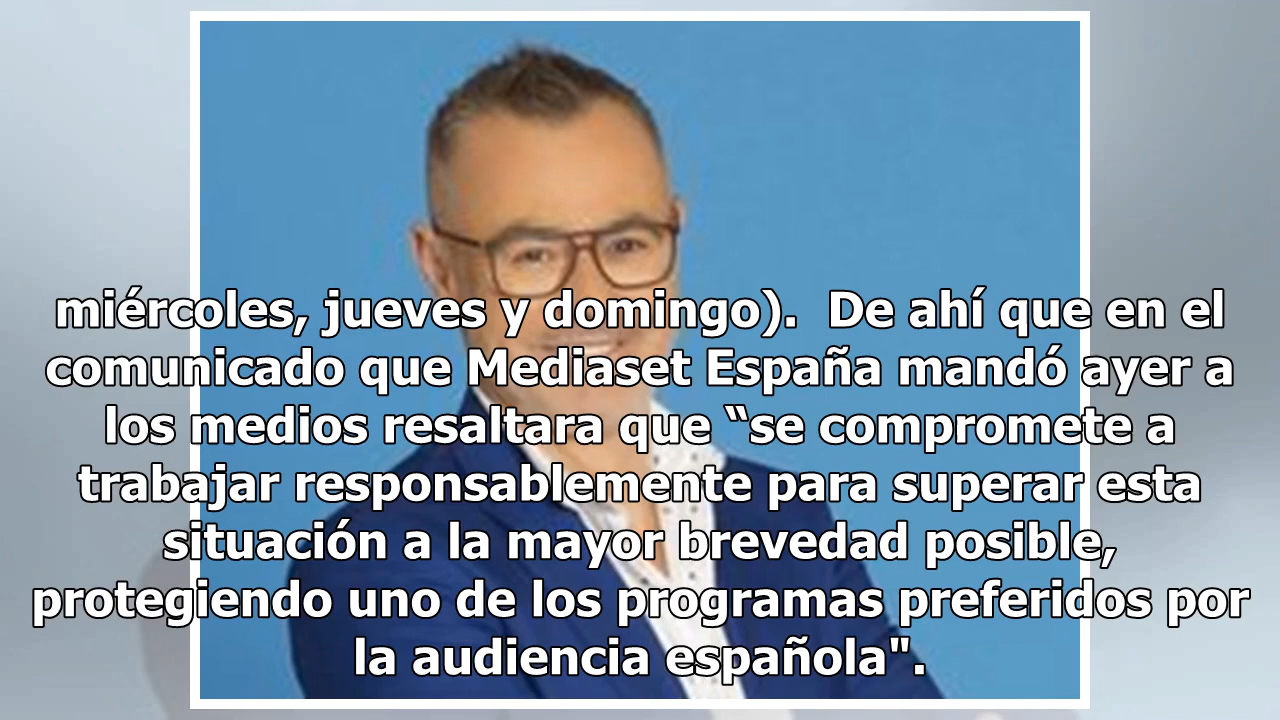 miércoles, jueves y domingo).  De ahí que en el
comunicado que Mediaset España mandó ayer a
los medios resaltara que “se compromete a
trabajar responsablemente para superar esta
situación a la mayor brevedad posible,
protegiendo uno de los programas preferidos por
la audiencia española".